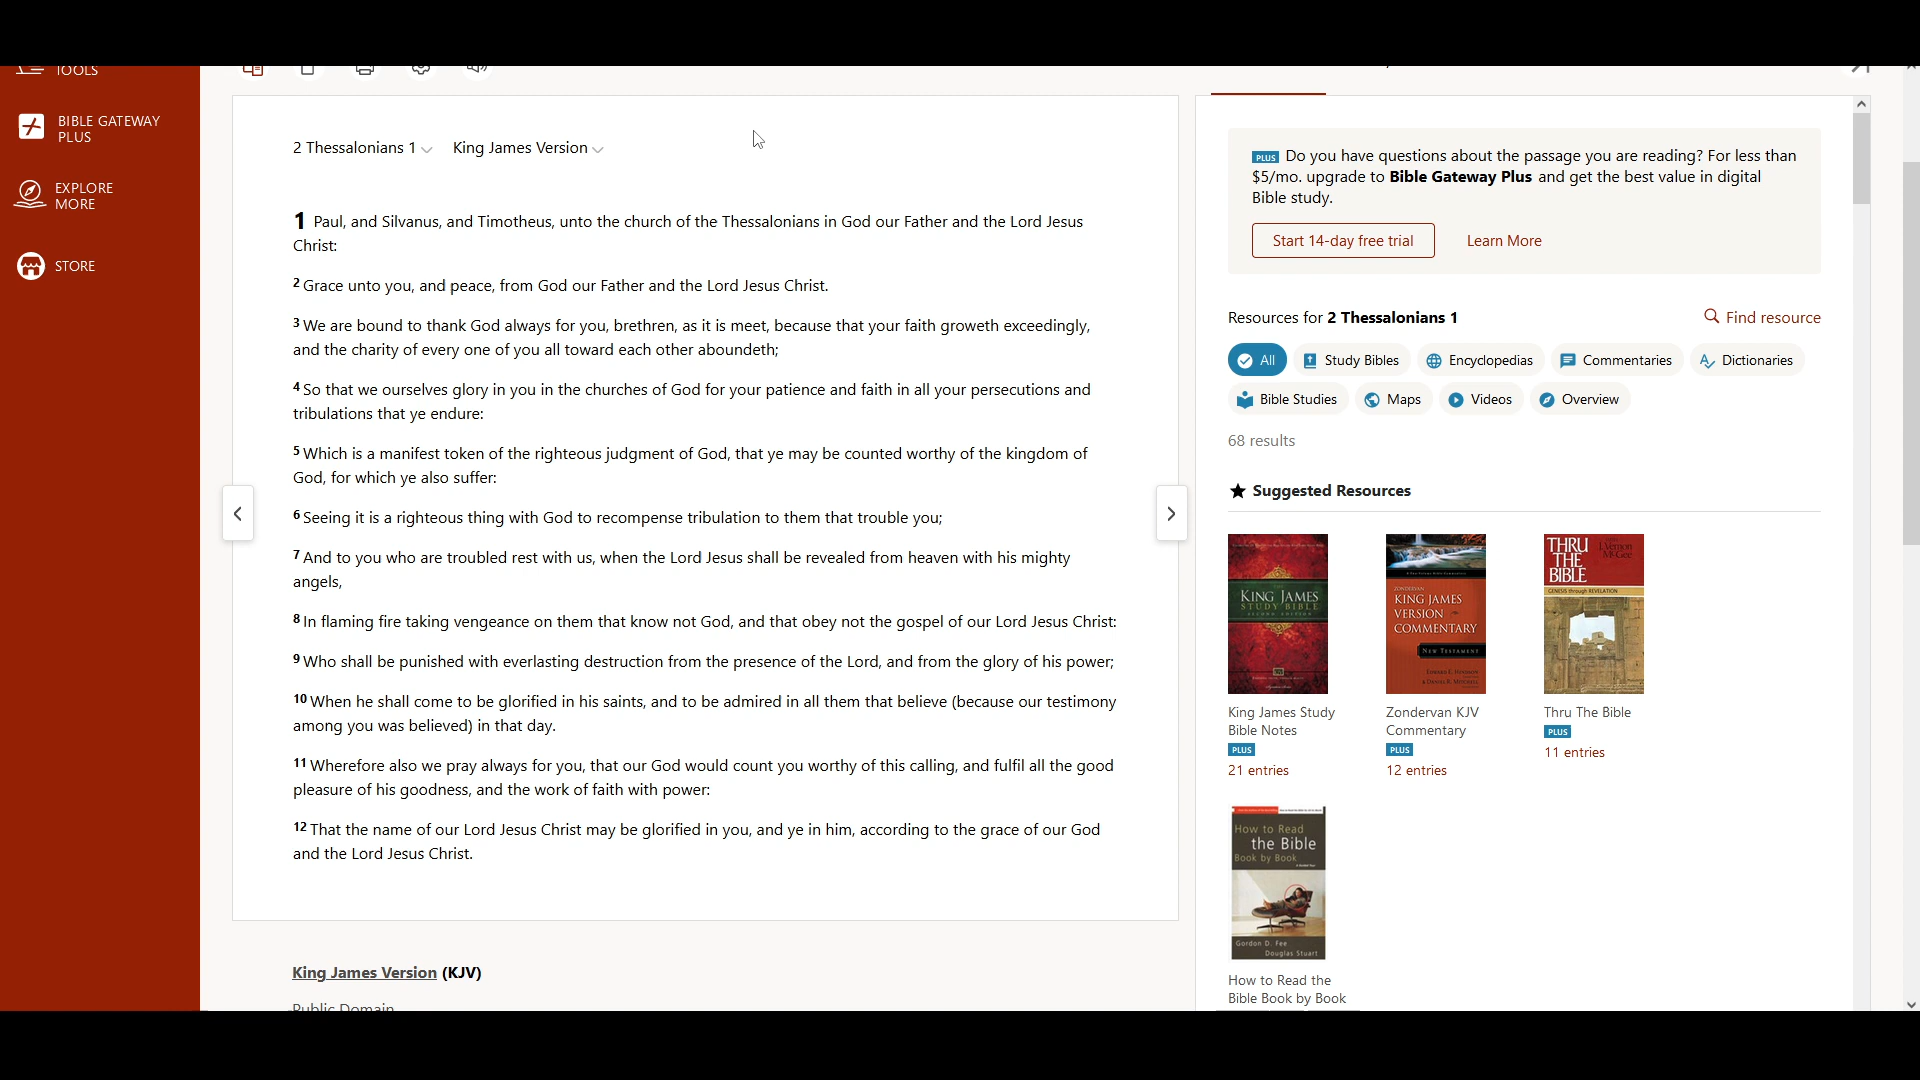 TOOLS
BIBLE GATEWAY
PLUS
EXPLORE
MORE
STORE
2 Thessalonians 1
King James Version
1 Paul, and Silvanus, and Timotheus, unto the church of the Thessalonians in God our Father and the Lord Jesus
Christ:
2 Grace unto you, and peace, from God our Father and the Lord Jesus Christ.
3 We are bound to thank God always for you, brethren, as it is meet, because that your faith groweth exceedingly,
and the charity of every one of you all toward each other aboundeth;
4 So that we ourselves glory in you in the churches of God for your patience and faith in all your persecutions and
tribulations that ye endure:
5 Which is a manifest token of the righteous judgment of God, that ye may be counted worthy of the kingdom of
God, for which ye also suffer:
6 Seeing it is a righteous thing with God to recompense tribulation to them that trouble you;
7 And to you who are troubled rest with us, when the Lord Jesus shall be revealed from heaven with his mighty
angels,
8 In flaming fire taking vengeance on them that know not God, and that obey not the gospel of our Lord Jesus Christ:
9 Who shall be punished with everlasting destruction from the presence of the Lord, and from the glory of his power;
10 When he shall come to be glorified in his saints, and to be admired in all them that believe (because our testimony
among you was believed) in that day.
11 Wherefore also we pray always for you, that our God would count you worthy of this calling, and fulfil all the good
pleasure of his goodness, and the work of faith with power:
12 That the name of our Lord Jesus Christ may be glorified in you, and ye in him, according to the grace of our God
and the Lord Jesus Christ.
King James Version (KJV)
Public Domain
PLUS Do you have questions about the passage you are reading? For less than
$5/mo. upgrade to Bible Gateway Plus and get the best value in digital
Bible study.
Start 14-day free trial
Learn More
Resources for 2 Thessalonians 1
Find resource
All
Study Bibles
Encyclopedias
Commentaries
Dictionaries
Bible Studies
Maps
Videos
Overview
68 results
Suggested Resources
KING JAMES
STUDY BIBLE
SECOND EDITION
King James Study
Bible Notes
PLUS
21 entries
ZONDERVAN
KING JAMES
VERSION
COMMENTARY
NEW TESTAMENT
Zondervan KJV
Commentary
PLUS
12 entries
THRU
THE
BIBLE
J. Vernon
McGee
GENESIS through REVELATION
Thru The Bible
PLUS
11 entries
How to Read
the Bible
Book by Book
Gordon D. Fee
Douglas Stuart
How to Read the
Bible Book by Book